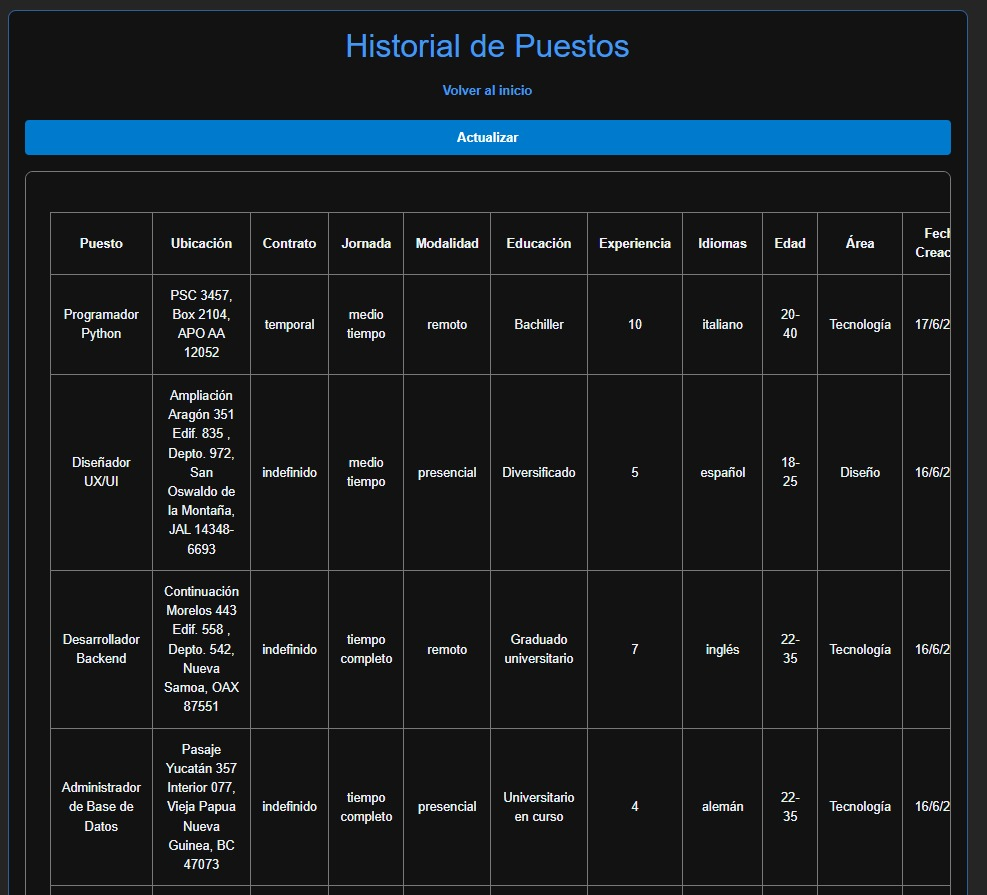 Historial de Puestos
Volver al inicio
Actualizar
Puesto Ubicación Contrato Jornada Modalidad Educación Experiencia Idiomas Edad Área
Programador
Python
PSC 3457,
Box 2104,
APO AA
12052
temporal
medio
tiempo
remoto
Bachiller
10
italiano
20-
40
Tecnología
17/6/2
Diseñador
UX/UI
Ampliación
Aragón 351
Edif. 835 ,
Depto. 972,
San
Oswaldo de
la Montaña,
JAL 14348-
6693
indefinido
medio
tiempo
presencial
Diversificado
5
español
18-
25
Diseño
16/6/2
Desarrollador
Backend
Continuación
Morelos 443
Edif. 558 ,
Depto. 542,
Nueva
Samoa, OAX
87551
indefinido
tiempo
completo
remoto
Graduado
universitario
7
inglés
22-
35
Tecnología
16/6/2
Administrador
de Base de
Datos
Pasaje
Yucatán 357
Interior 077,
Vieja Papua
Nueva
Guinea, BC
47073
indefinido
tiempo
completo
presencial
Universitario
en curso
4
alemán
22-
35
Tecnología
16/6/2